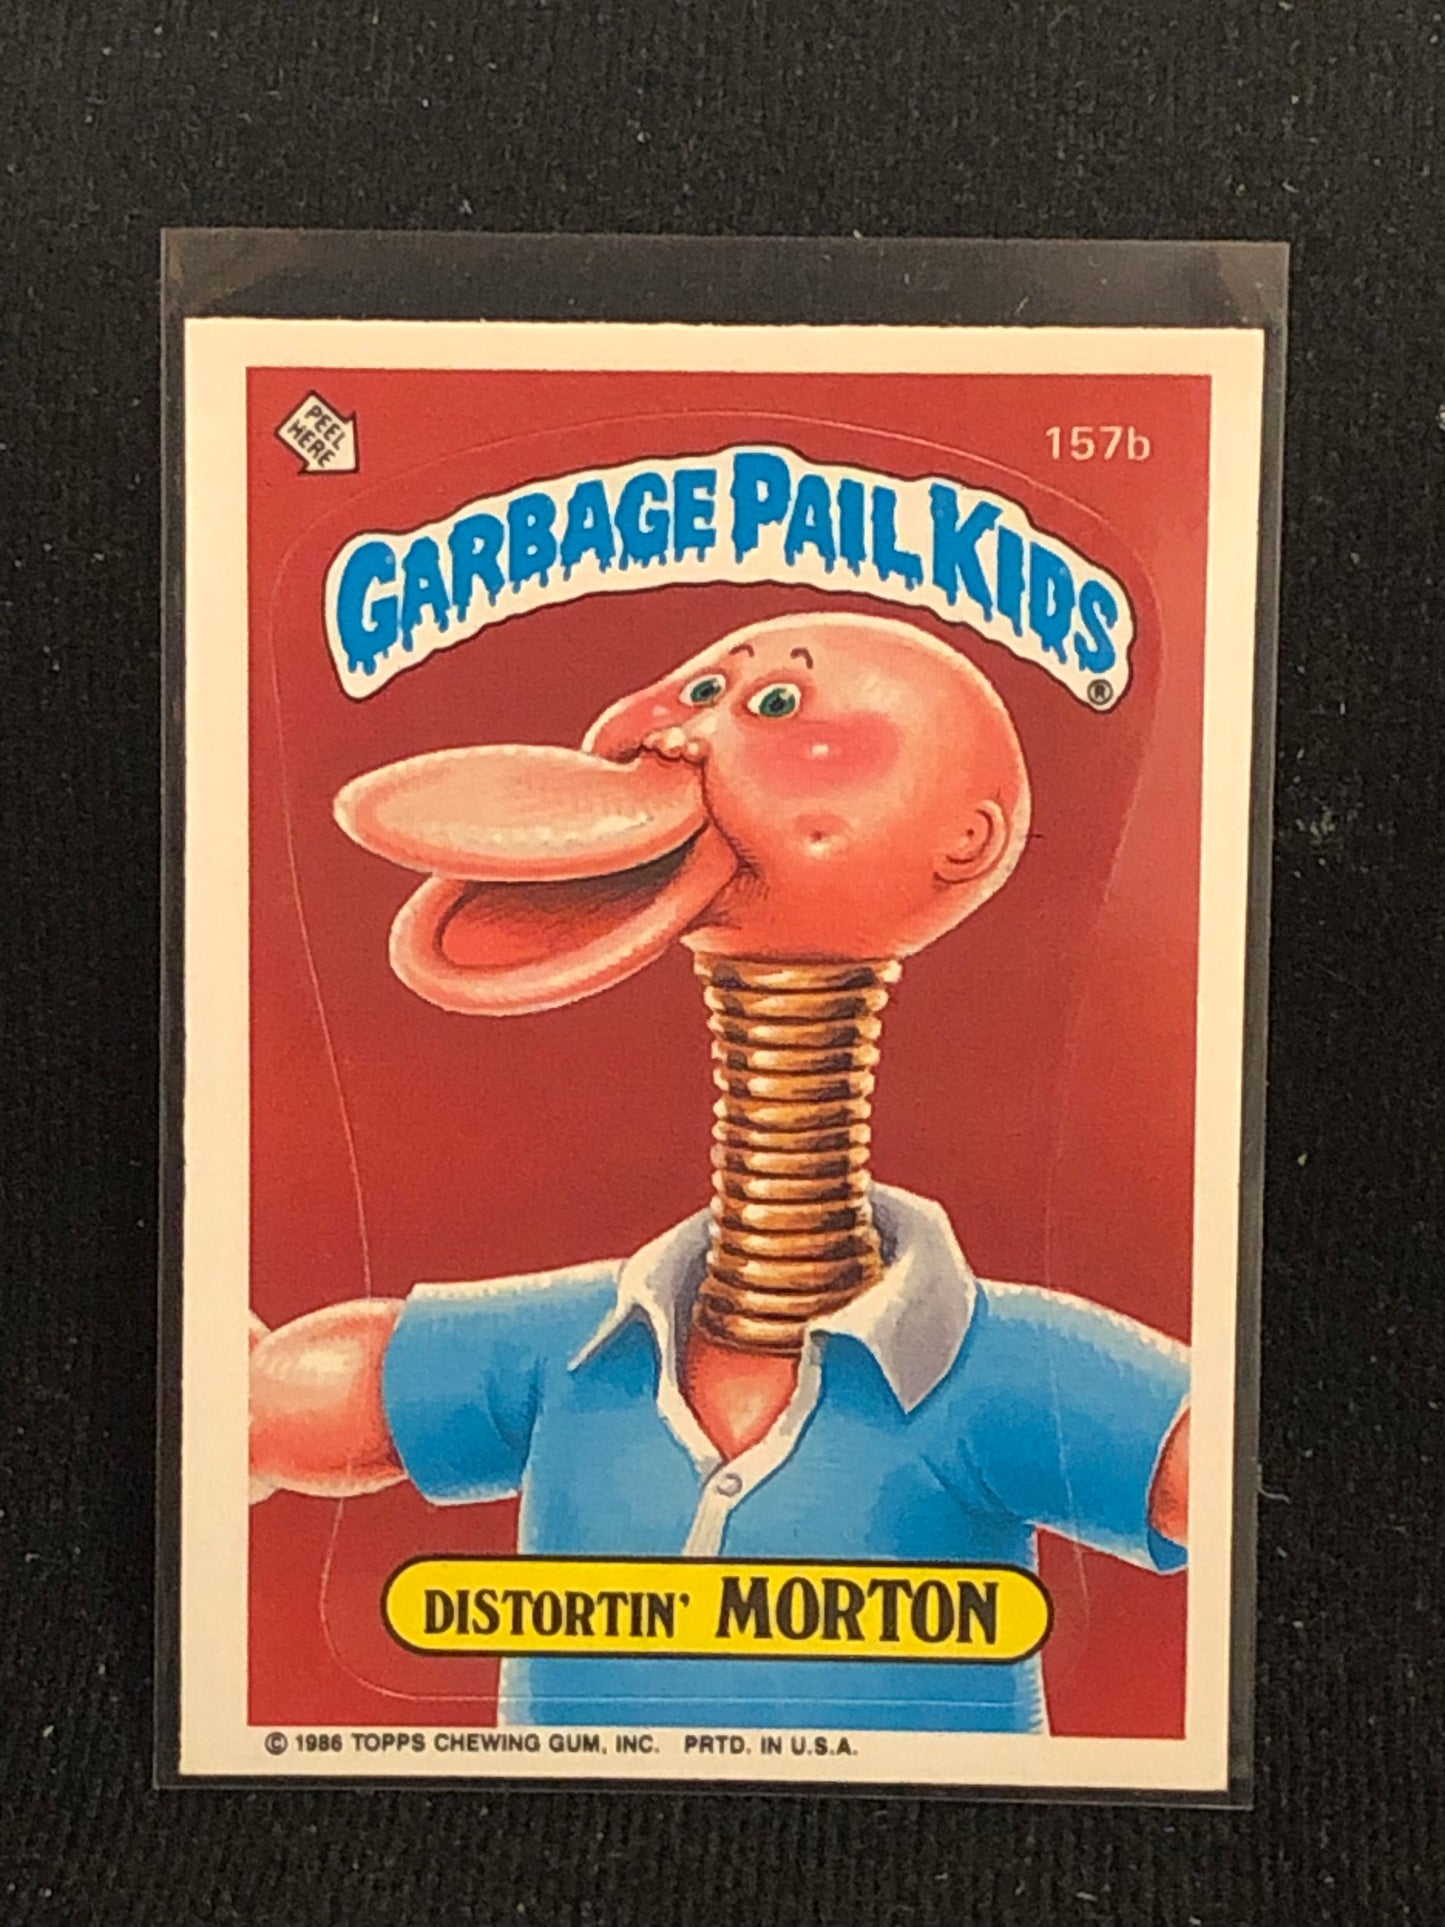 PEEL
HERE
157b
GARBAGE PAIL KIDS
®
DISTORTIN' MORTON
© 1986 TOPPS CHEWING GUM, INC. PRTD. IN U.S.A.